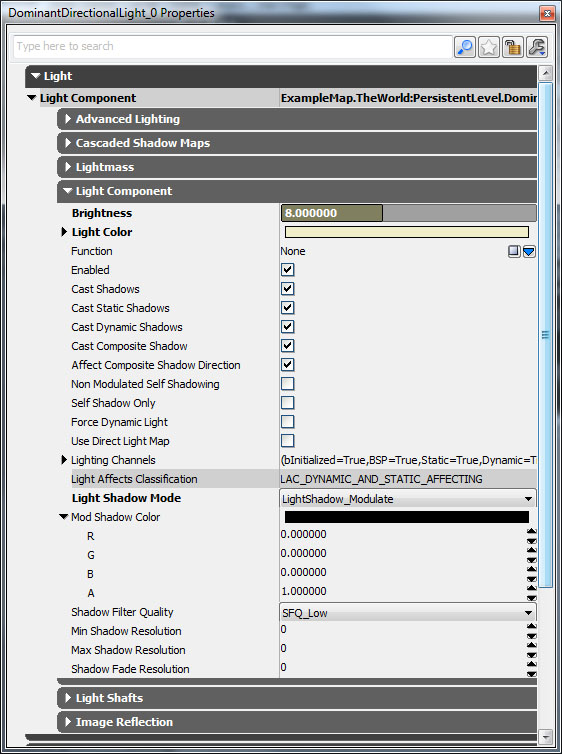 DominantDirectionalLight_0 Properties
Type here to search
Light
Light Component ExampleMap.TheWorld:PersistentLevel.Domin
Advanced Lighting
Cascaded Shadow Maps
Lightmass
Light Component
Brightness 8.000000
Light Color
Function None
Enabled
Cast Shadows
Cast Static Shadows
Cast Dynamic Shadows
Cast Composite Shadow
Affect Composite Shadow Direction
Non Modulated Self Shadowing
Self Shadow Only
Force Dynamic Light
Use Direct Light Map
Lighting Channels (bInitialized=True,BSP=True,Static=True,Dynamic=T
Light Affects Classification LAC_DYNAMIC_AND_STATIC_AFFECTING
Light Shadow Mode LightShadow_Modulate
Mod Shadow Color
R 0.000000
G 0.000000
B 0.000000
A 1.000000
Shadow Filter Quality SFQ_Low
Min Shadow Resolution 0
Max Shadow Resolution 0
Shadow Fade Resolution 0
Light Shafts
Image Reflection